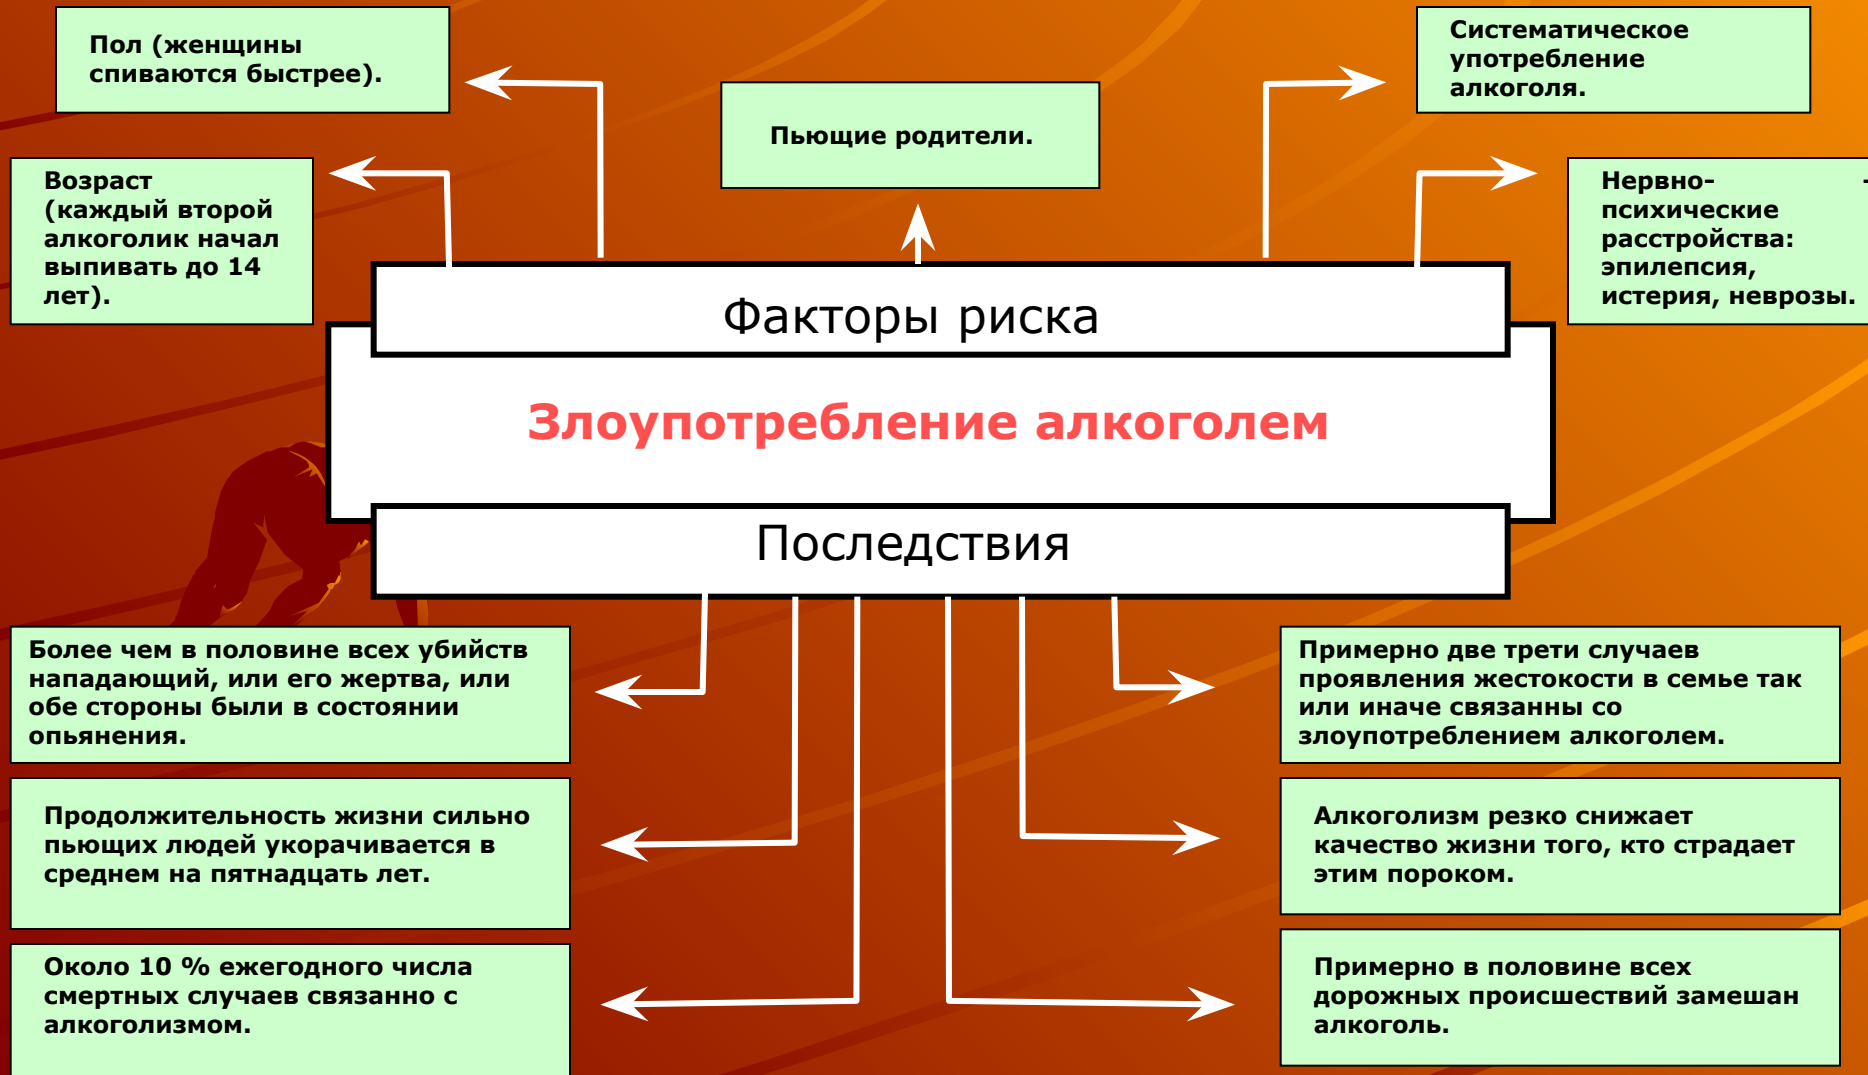 Пол (женщины
спиваются быстрее).
Пьющие родители.
Систематическое
употребление
алкоголя.
Возраст
(каждый второй
алкоголик начал
выпивать до 14
лет).
Нервно- -
психические
расстройства:
эпилепсия,
истерия, неврозы.
Факторы риска
Злоупотребление алкоголем
Последствия
Более чем в половине всех убийств
нападающий, или его жертва, или
обе стороны были в состоянии
опьянения.
Примерно две трети случаев
проявления жестокости в семье так
или иначе связанны со
злоупотреблением алкоголем.
Продолжительность жизни сильно
пьющих людей укорачивается в
среднем на пятнадцать лет.
Алкоголизм резко снижает
качество жизни того, кто страдает
этим пороком.
Около 10 % ежегодного числа
смертных случаев связанно с
алкоголизмом.
Примерно в половине всех
дорожных происшествий замешан
алкоголь.